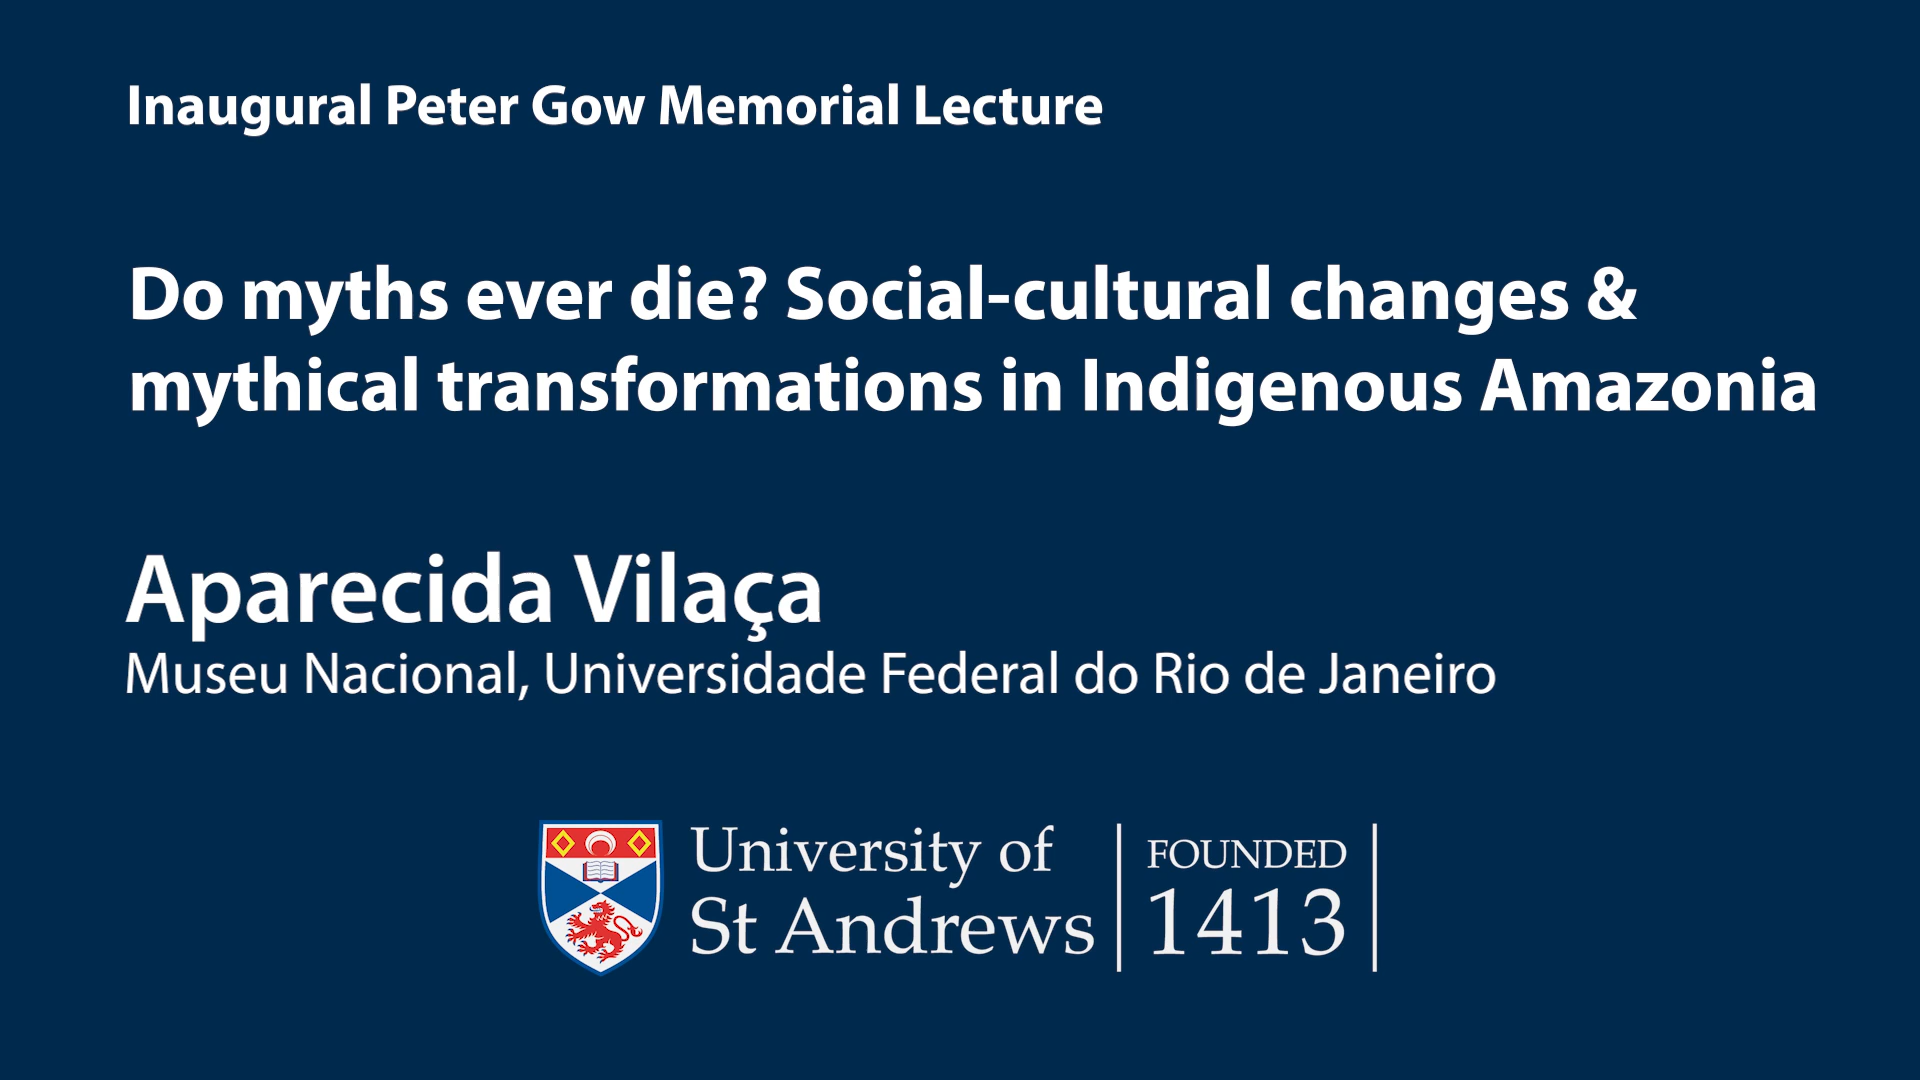 Inaugural Peter Gow Memorial Lecture
Do myths ever die? Social-cultural changes &
mythical transformations in Indigenous Amazonia
Aparecida Vilaça
Museu Nacional, Universidade Federal do Rio de Janeiro
University of
St Andrews
FOUNDED
1413